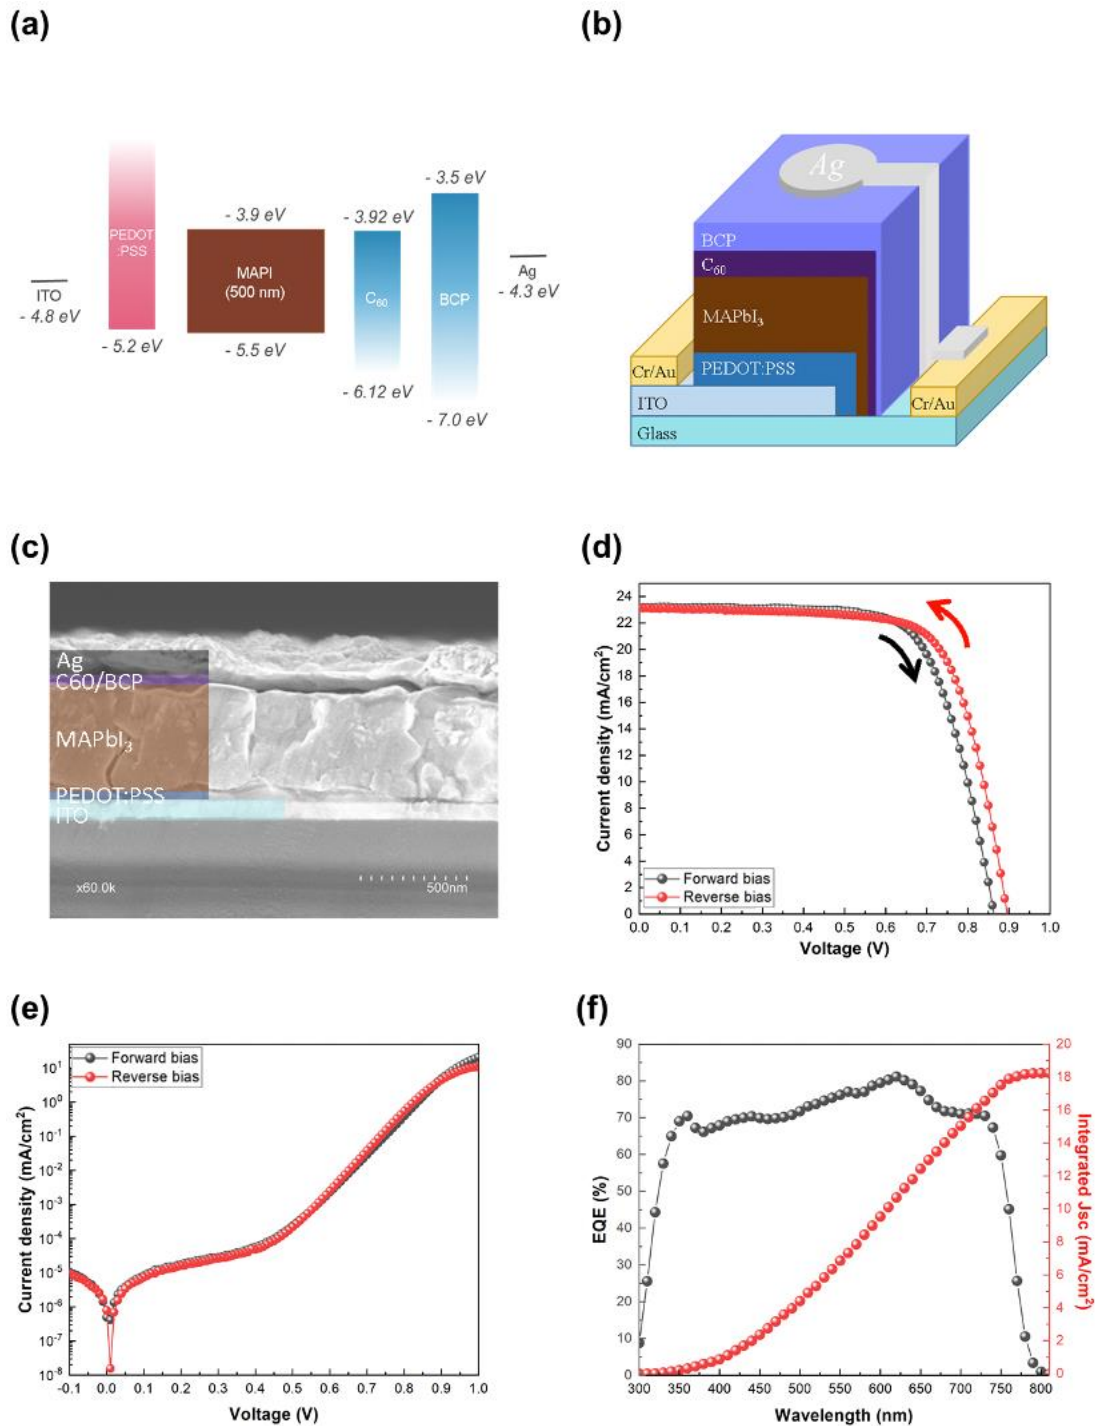 (a)
- 3.5 eV
- 3.9 eV
- 3.92 eV
PEDOT
:PSS
MAPI
(500 nm)
C60
BCP
Ag
- 4.3 eV
ITO
- 4.8 eV
- 5.2 eV
- 5.5 eV
- 6.12 eV
- 7.0 eV
(b)
Ag
BCP
C60
MAPbI3
PEDOT:PSS
Cr/Au
ITO
Cr/Au
Glass
(c)
Ag
C60/BCP
MAPbI3
PEDOT:PSS
ITO
x60.0k
500nm
(d)
24
22
20
18
16
14
12
10
8
6
4
2
0
Current density (mA/cm2)
Forward bias
Reverse bias
0.0 0.1 0.2 0.3 0.4 0.5 0.6 0.7 0.8 0.9 1.0
Voltage (V)
(e)
Forward bias
Reverse bias
10^1
10^0
10^-1
10^-2
10^-3
10^-4
10^-5
10^-6
10^-7
10^-8
Current density (mA/cm2)
-0.1 0.0 0.1 0.2 0.3 0.4 0.5 0.6 0.7 0.8 0.9 1.0
Voltage (V)
(f)
90
80
70
60
50
40
30
20
10
0
EQE (%)
20
18
16
14
12
10
8
6
4
2
0
Integrated Jsc (mA/cm2)
300 350 400 450 500 550 600 650 700 750 800
Wavelength (nm)